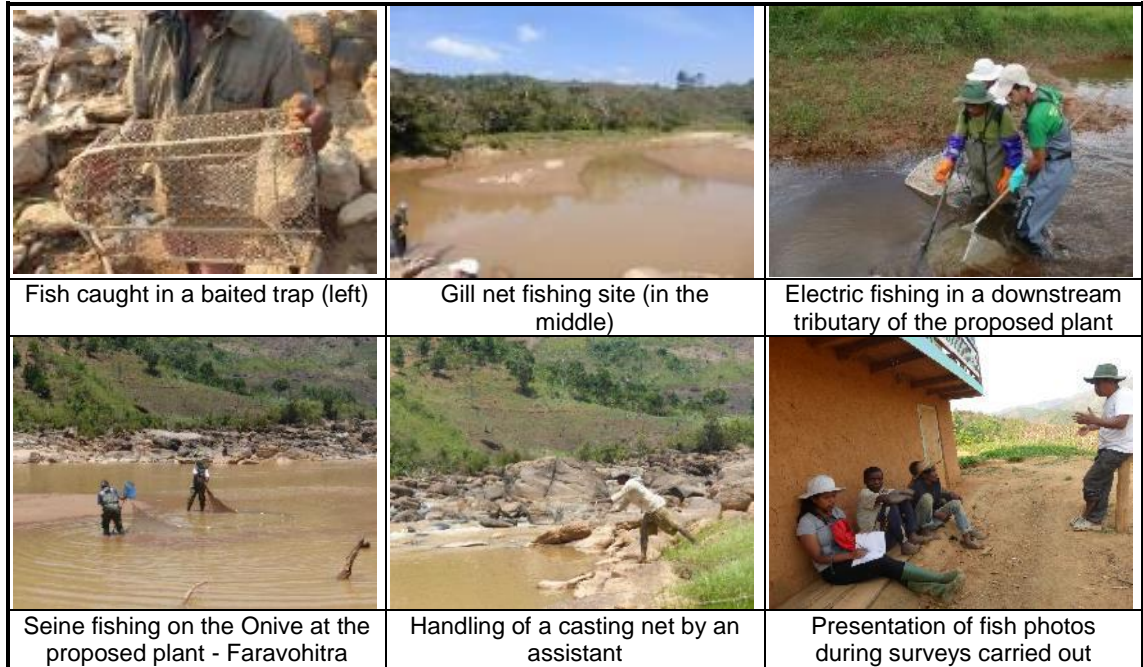 Fish caught in a baited trap (left)
Gill net fishing site (in the
middle)
Electric fishing in a downstream
tributary of the proposed plant
Seine fishing on the Onive at the
proposed plant - Faravohitra
Handling of a casting net by an
assistant
Presentation of fish photos
during surveys carried out